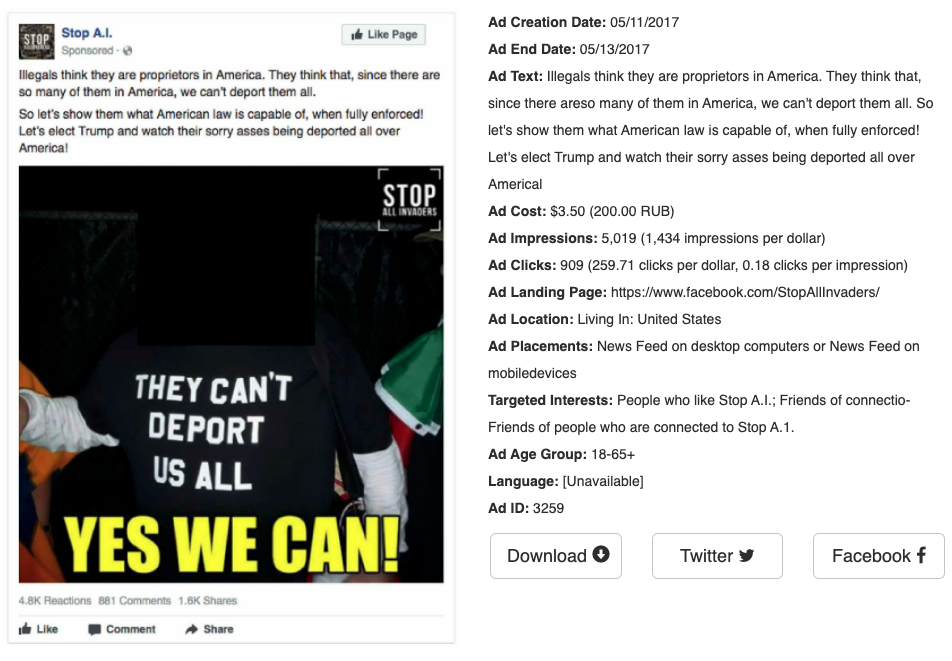 STOP
ALL INVADERS
Stop A.I.
Sponsored ·
Like Page
Illegals think they are proprietors in America. They think that, since there are
so many of them in America, we can't deport them all.
So let's show them what American law is capable of, when fully enforced!
Let's elect Trump and watch their sorry asses being deported all over
America!
STOP
ALL INVADERS
THEY CAN'T
DEPORT
US ALL
YES WE CAN!
4.8K Reactions 881 Comments 1.6K Shares
Like Comment Share
Ad Creation Date: 05/11/2017
Ad End Date: 05/13/2017
Ad Text: Illegals think they are proprietors in America. They think that,
since there areso many of them in America, we can't deport them all. So
let's show them what American law is capable of, when fully enforced!
Let's elect Trump and watch their sorry asses being deported all over
Americal
Ad Cost: $3.50 (200.00 RUB)
Ad Impressions: 5,019 (1,434 impressions per dollar)
Ad Clicks: 909 (259.71 clicks per dollar, 0.18 clicks per impression)
Ad Landing Page: https://www.facebook.com/StopAllInvaders/
Ad Location: Living In: United States
Ad Placements: News Feed on desktop computers or News Feed on
mobiledevices
Targeted Interests: People who like Stop A.I.; Friends of connectio-
Friends of people who are connected to Stop A.1.
Ad Age Group: 18-65+
Language: [Unavailable]
Ad ID: 3259
Download
Twitter
Facebook